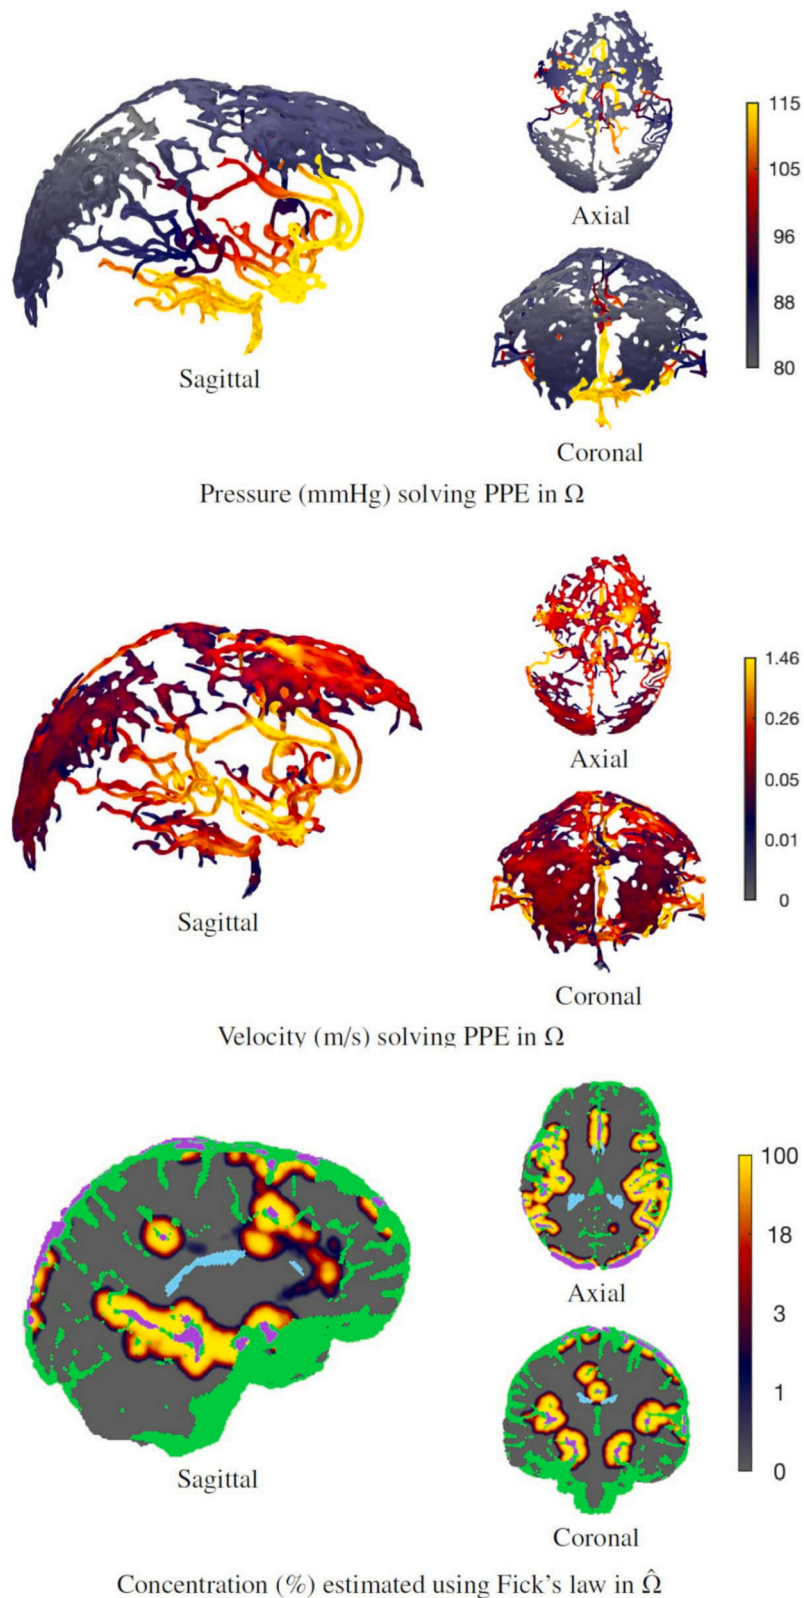 115
Axial
105
96
88
80
Sagittal
Coronal
Pressure (mmHg) solving PPE in Ω
1.46
0.26
Axial
0.05
0.01
0
Sagittal
Coronal
Velocity (m/s) solving PPE in Ω
100
18
Axial
3
1
0
Sagittal
Coronal
Concentration (%) estimated using Fick's law in Ω̂